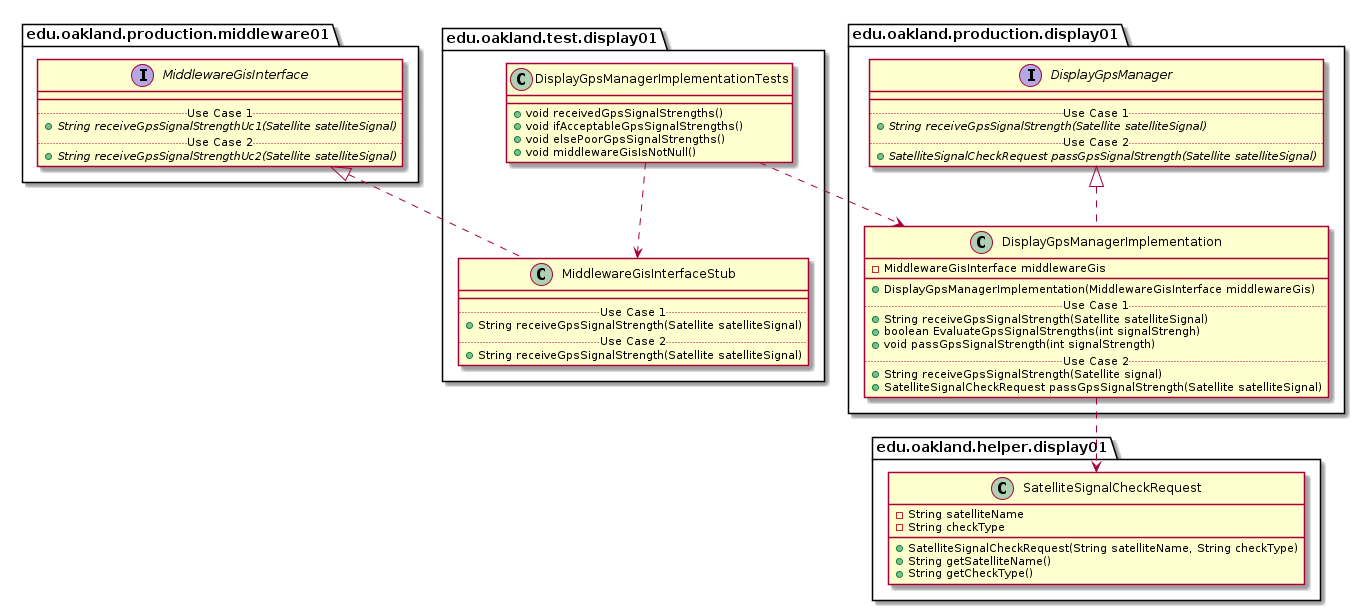 edu.oakland.production.middleware01
I MiddlewareGisInterface
Use Case 1
String receiveGpsSignalStrengthUc1(Satellite satelliteSignal)
Use Case 2
String receiveGpsSignalStrengthUc2(Satellite satelliteSignal)
edu.oakland.test.display01
C DisplayGpsManagerImplementationTests
void receivedGpsSignalStrengths()
void ifAcceptableGpsSignalStrengths()
void elsePoorGpsSignalStrengths()
void middlewareGisIsNotNull()
C MiddlewareGisInterfaceStub
Use Case 1
String receiveGpsSignalStrength(Satellite satelliteSignal)
Use Case 2
String receiveGpsSignalStrength(Satellite satelliteSignal)
edu.oakland.production.display01
I DisplayGpsManager
Use Case 1
String receiveGpsSignalStrength(Satellite satelliteSignal)
Use Case 2
SatelliteSignalCheckRequest passGpsSignalStrength(Satellite satelliteSignal)
C DisplayGpsManagerImplementation
MiddlewareGisInterface middlewareGis
DisplayGpsManagerImplementation(MiddlewareGisInterface middlewareGis)
Use Case 1
String receiveGpsSignalStrength(Satellite satelliteSignal)
boolean EvaluateGpsSignalStrengths(int signalStrengh)
void passGpsSignalStrength(int signalStrength)
Use Case 2
String receiveGpsSignalStrength(Satellite signal)
SatelliteSignalCheckRequest passGpsSignalStrength(Satellite satelliteSignal)
edu.oakland.helper.display01
C SatelliteSignalCheckRequest
String satelliteName
String checkType
SatelliteSignalCheckRequest(String satelliteName, String checkType)
String getSatelliteName()
String getCheckType()